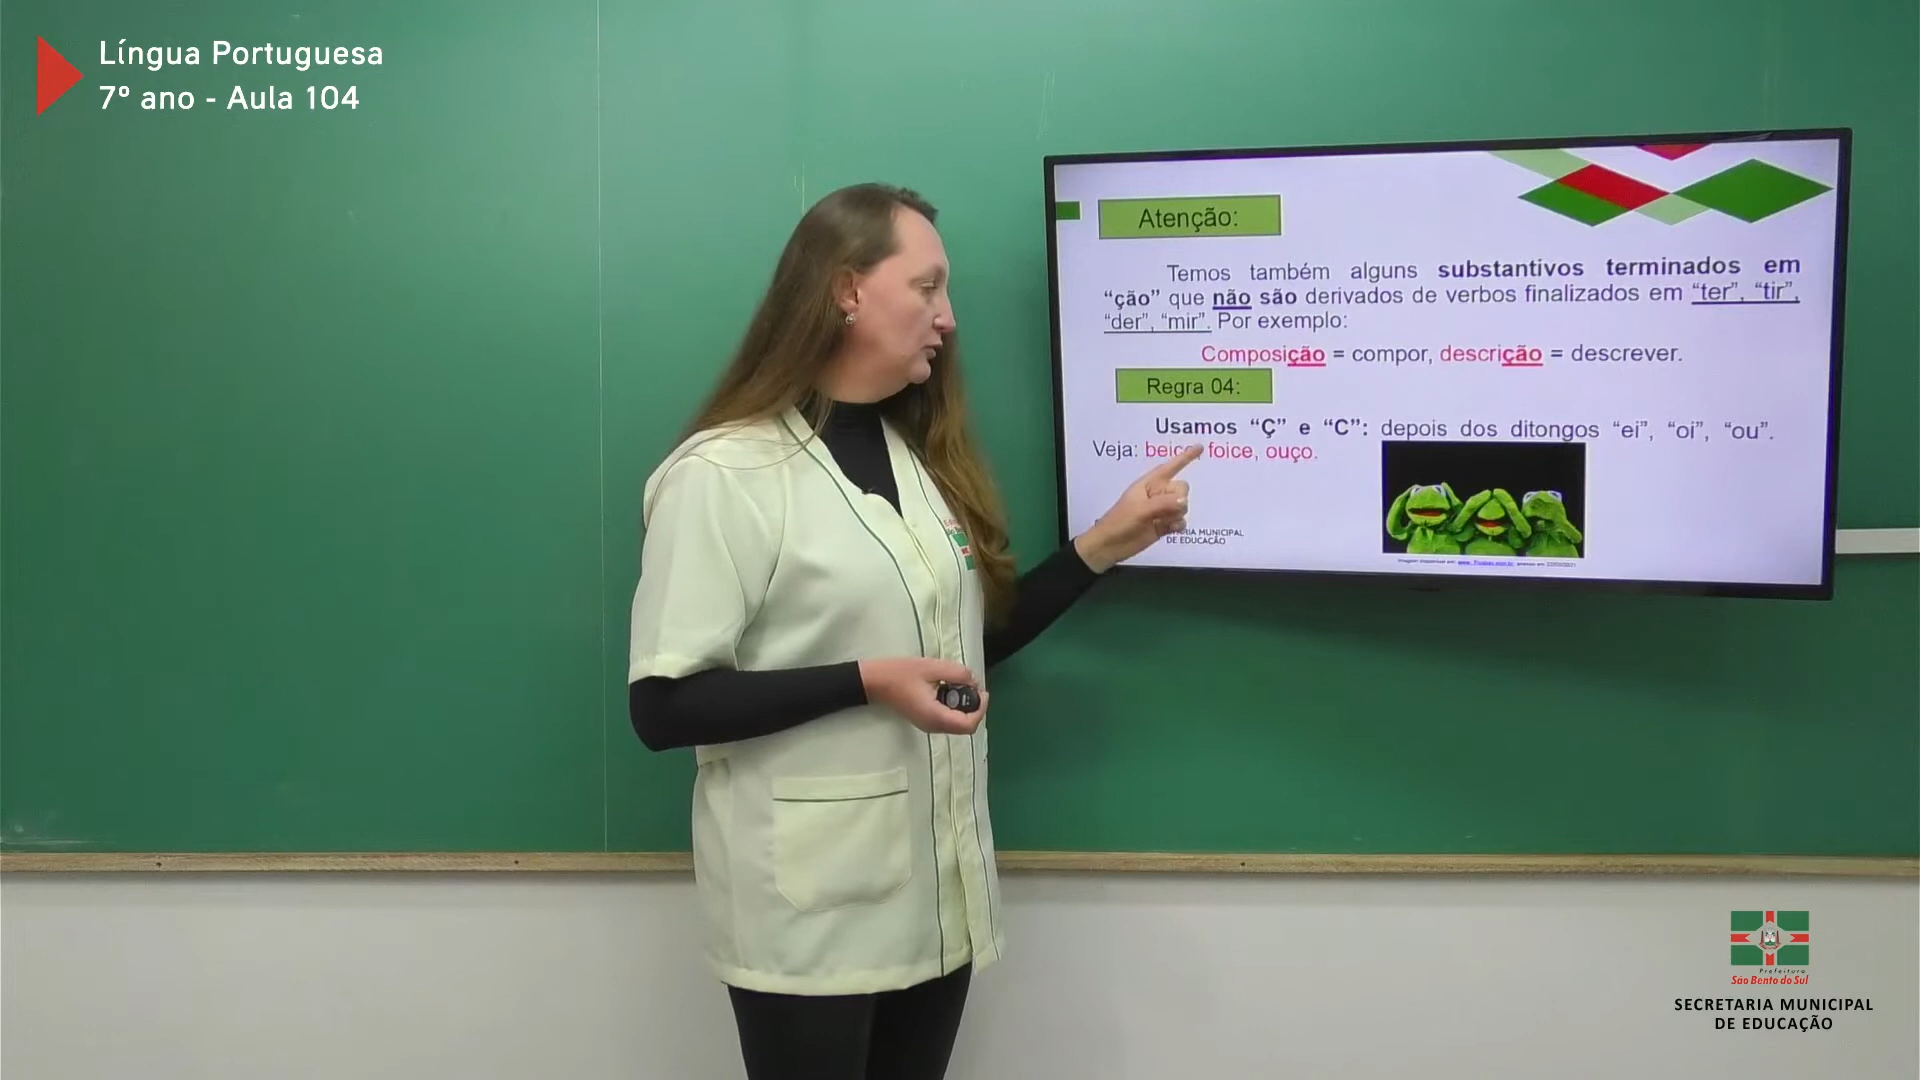 Língua Portuguesa
7º ano - Aula 104
Atenção:
Temos também alguns substantivos terminados em
“ção” que não são derivados de verbos finalizados em “ter”, “tir”,
“der”, “mir”. Por exemplo:
Composição = compor, descrição = descrever.
Regra 04:
Usamos “Ç” e “C”: depois dos ditongos “ei”, “oi”, “ou”.
Veja: foice, ouço.
MUNICIPAL
DE EDUCAÇÃO
Prefeitura
São Bento do Sul
SECRETARIA MUNICIPAL
DE EDUCAÇÃO